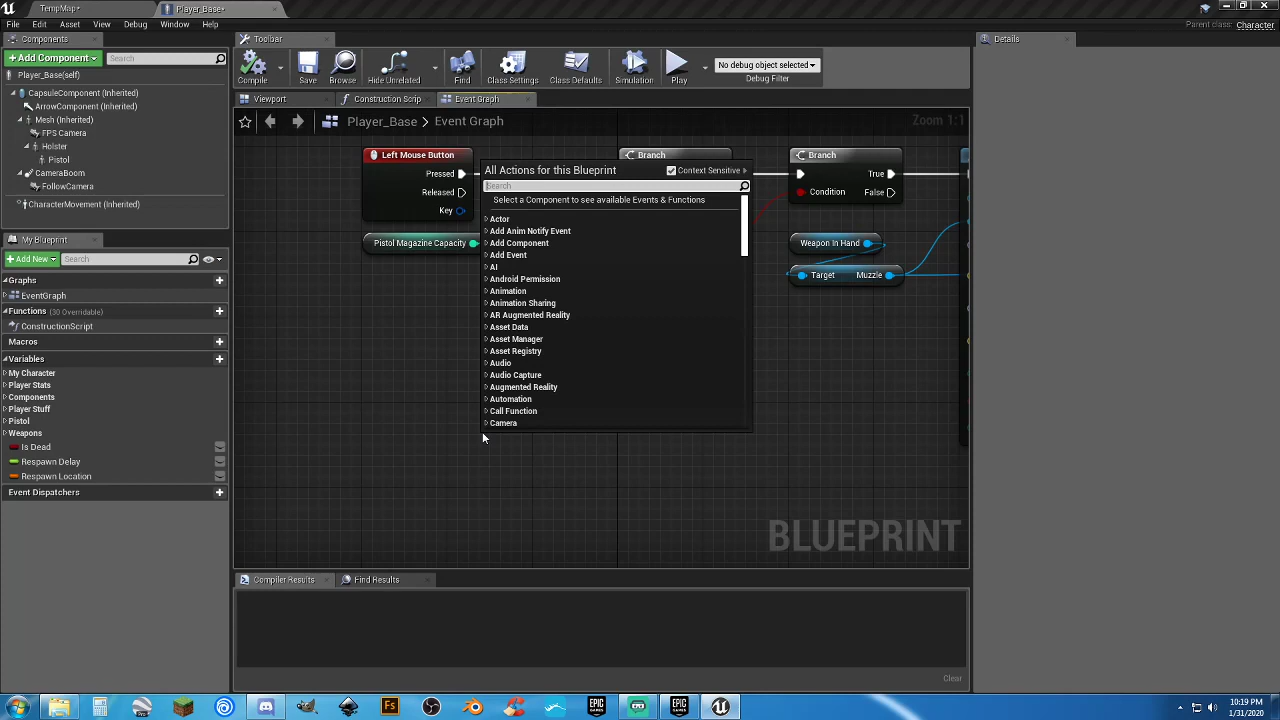 TempMap*
Player_Base*
File Edit Asset View Debug Window Help
Parent class: Character
Components
+Add Component
Search
Player_Base(self)
CapsuleComponent (Inherited)
ArrowComponent (Inherited)
Mesh (Inherited)
FPS Camera
Holster
Pistol
CameraBoom
FollowCamera
CharacterMovement (Inherited)
My Blueprint
+Add New
Search
Graphs
EventGraph
Functions (30 Overridable)
ConstructionScript
Macros
Variables
My Character
Player Stats
Components
Player Stuff
Pistol
Weapons
Is Dead
Respawn Delay
Respawn Location
Event Dispatchers
Toolbar
Compile
Save
Browse
Hide Unrelated
Find
Class Settings
Class Defaults
Simulation
Play
No debug object selected
Debug Filter
Viewport
Construction Scrip
Event Graph
Player_Base > Event Graph
Zoom 1:1
Left Mouse Button
Pressed
Released
Key
Pistol Magazine Capacity
Branch
Branch
True
Condition False
Weapon In Hand
Target Muzzle
All Actions for this Blueprint
Context Sensitive
Search
Select a Component to see available Events & Functions
Actor
Add Anim Notify Event
Add Component
Add Event
AI
Android Permission
Animation
Animation Sharing
AR Augmented Reality
Asset Data
Asset Manager
Asset Registry
Audio
Audio Capture
Augmented Reality
Automation
Call Function
Camera
BLUEPRINT
Compiler Results
Find Results
Clear
Details
Pro
Fs
EPIC GAMES
EPIC GAMES
10:19 PM
1/31/2020